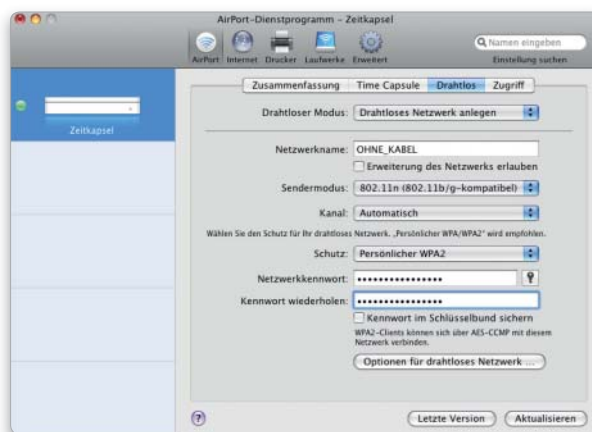 AirPort-Dienstprogramm – Zeitkapsel
AirPort Internet Drucker Laufwerke Erweitert
Namen eingeben
Einstellung suchen
Zeitkapsel
Zusammenfassung Time Capsule Drahtlos Zugriff
Drahtloser Modus: Drahtloses Netzwerk anlegen
Netzwerkname: OHNE_KABEL
Erweiterung des Netzwerks erlauben
Sendermodus: 802.11n (802.11b/g-kompatibel)
Kanal: Automatisch
Wählen Sie den Schutz für Ihr drahtloses Netzwerk. „Persönlicher WPA/WPA2“ wird empfohlen.
Schutz: Persönlicher WPA2
Netzwerkkennwort: ••••••••••••••••
Kennwort wiederholen: ••••••••••••••••
Kennwort im Schlüsselbund sichern
WPA2-Clients können sich über AES-CCMP mit diesem
Netzwerk verbinden.
Optionen für drahtloses Netzwerk ...
?
Letzte Version Aktualisieren